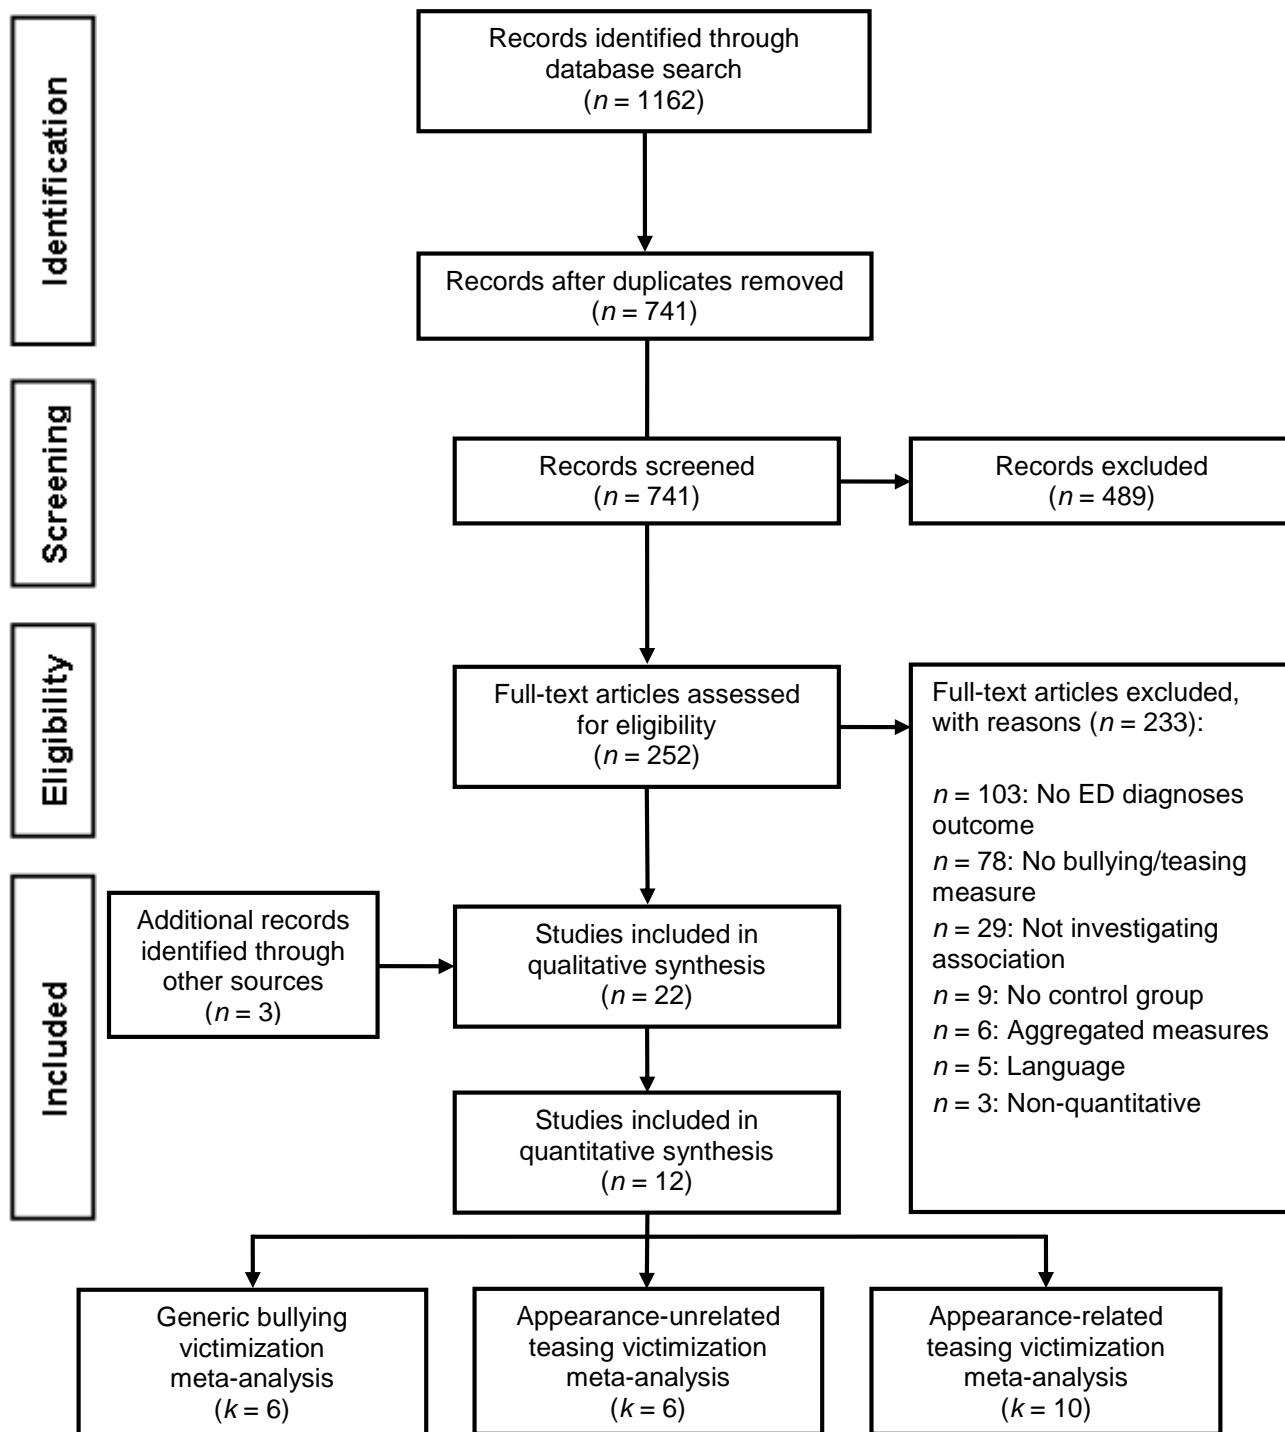 Identification
Records identified through
database search
(n = 1162)
Records after duplicates removed
(n = 741)
Screening
Records screened
(n = 741)
Records excluded
(n = 489)
Eligibility
Full-text articles assessed
for eligibility
(n = 252)
Full-text articles excluded,
with reasons (n = 233):
n = 103: No ED diagnoses
outcome
n = 78: No bullying/teasing
measure
n = 29: Not investigating
association
n = 9: No control group
n = 6: Aggregated measures
n = 5: Language
n = 3: Non-quantitative
Included
Additional records
identified through
other sources
(n = 3)
Studies included in
qualitative synthesis
(n = 22)
Studies included in
quantitative synthesis
(n = 12)
Generic bullying
victimization
meta-analysis
(k = 6)
Appearance-unrelated
teasing victimization
meta-analysis
(k = 6)
Appearance-related
teasing victimization
meta-analysis
(k = 10)